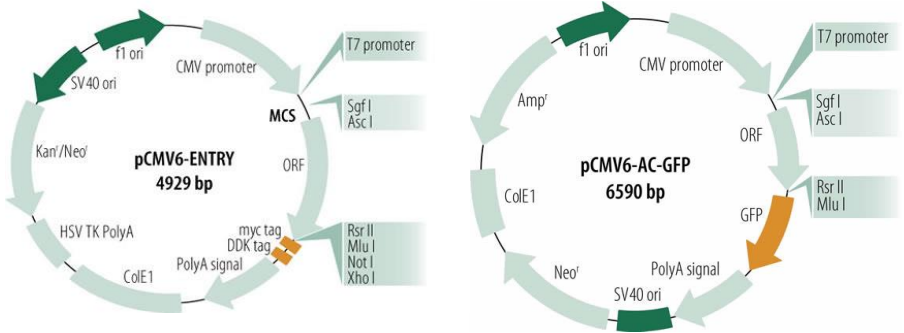 f1 ori
SV40 ori
CMV promoter
T7 promoter
MCS
Sgf I
Asc I
Kanʳ/Neoʳ
pCMV6-ENTRY
4929 bp
ORF
HSV TK PolyA
myc tag
DDK tag
Rsr II
Mlu I
Not I
Xho I
PolyA signal
ColE1
f1 ori
CMV promoter
T7 promoter
Ampʳ
Sgf I
Asc I
ORF
pCMV6-AC-GFP
6590 bp
ColE1
Rsr II
Mlu I
GFP
Neoʳ
PolyA signal
SV40 ori